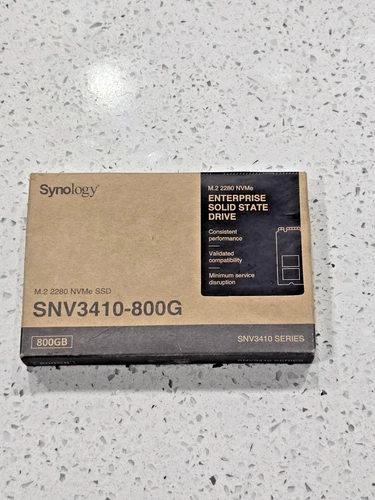 Synology
M.2 2280 NVMe
ENTERPRISE
SOLID STATE
DRIVE
Consistent
performance
Validated
compatibility
Minimum service
disruption
M.2 2280 NVMe SSD
SNV3410-800G
800GB
SNV3410 SERIES